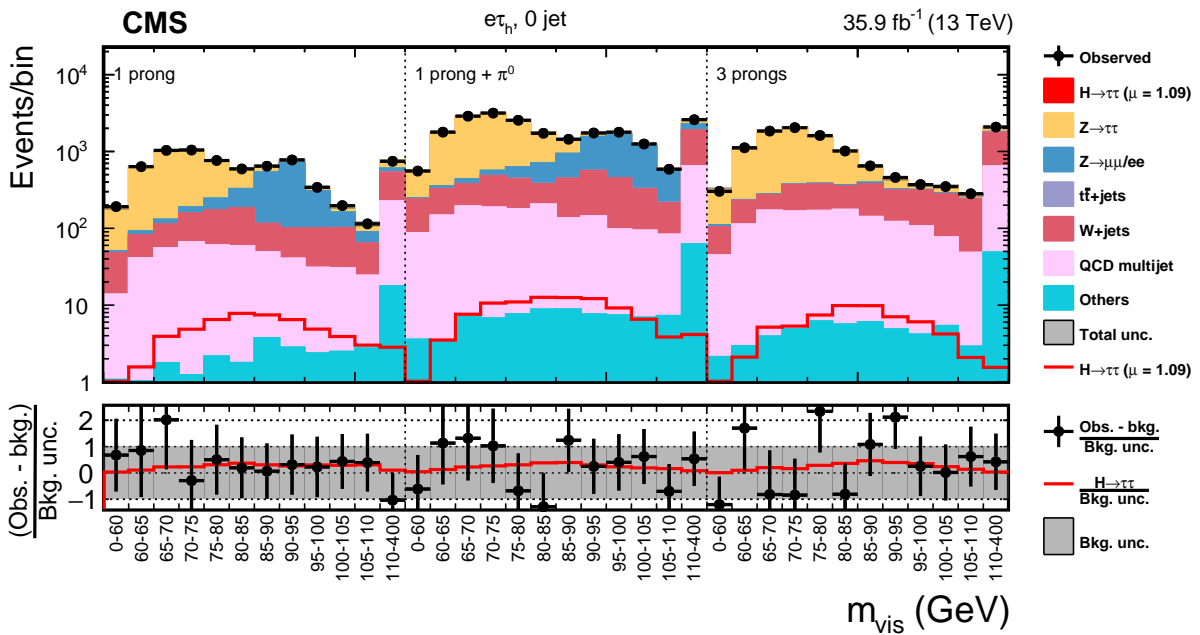 CMS eτh, 0 jet 35.9 fb⁻¹ (13 TeV)
Events/bin
10⁴
10³
10²
10
1
1 prong
1 prong + π⁰
3 prongs
Observed
H→ττ (μ = 1.09)
Z→ττ
Z→μμ/ee
tt̄+jets
W+jets
QCD multijet
Others
Total unc.
H→ττ (μ = 1.09)
(Obs. - bkg.)
Bkg. unc.
2
1
0
−1
Obs. - bkg.
Bkg. unc.
H→ττ
Bkg. unc.
Bkg. unc.
0-60
60-65
65-70
70-75
75-80
80-85
85-90
90-95
95-100
100-105
105-110
110-400
0-60
60-65
65-70
70-75
75-80
80-85
85-90
90-95
95-100
100-105
105-110
110-400
0-60
60-65
65-70
70-75
75-80
80-85
85-90
90-95
95-100
100-105
105-110
110-400
mvis (GeV)